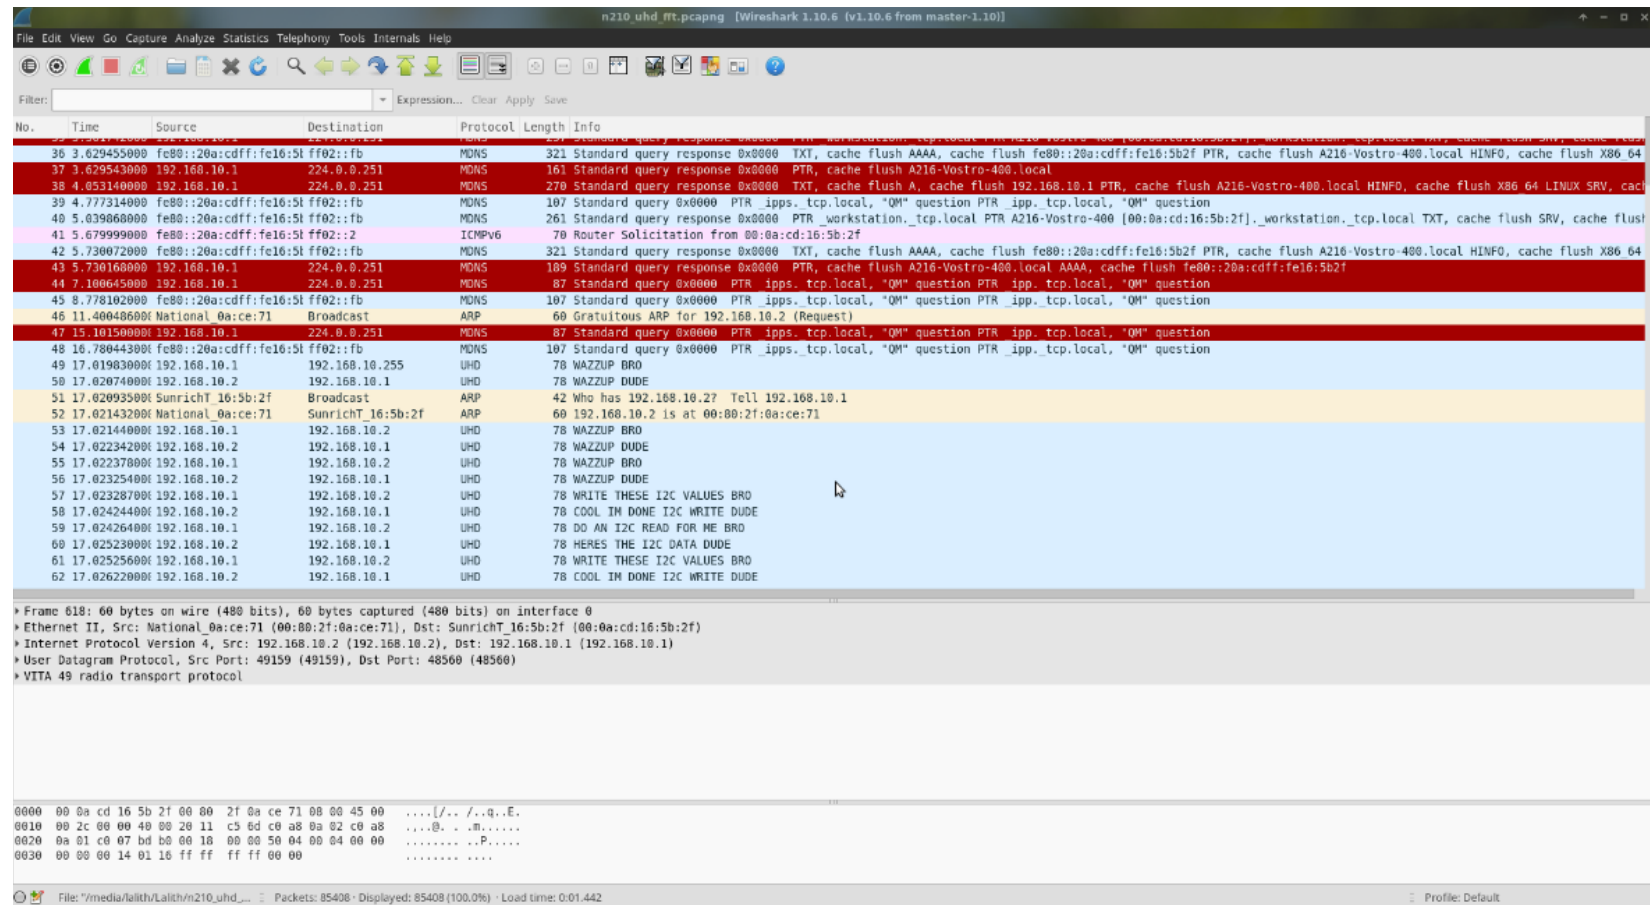 n210_uhd_fft.pcapng [Wireshark 1.10.6 (v1.10.6 from master-1.10)]
File Edit View Go Capture Analyze Statistics Telephony Tools Internals Help
Filter: Expression... Clear Apply Save
No. Time Source Destination Protocol Length Info
36 3.629455000 fe80::20a:cdff:fe16:5b ff02::fb MDNS 321 Standard query response 0x0000 TXT, cache flush AAAA, cache flush fe80::20a:cdff:fe16:5b2f PTR, cache flush A216-Vostro-400.local HINFO, cache flush X86_64
37 3.629543000 192.168.10.1 224.0.0.251 MDNS 161 Standard query response 0x0000 PTR, cache flush A216-Vostro-400.local
38 4.053140000 192.168.10.1 224.0.0.251 MDNS 270 Standard query response 0x0000 TXT, cache flush A, cache flush 192.168.10.1 PTR, cache flush A216-Vostro-400.local HINFO, cache flush X86_64 LINUX SRV, cach
39 4.777314000 fe80::20a:cdff:fe16:5b ff02::fb MDNS 107 Standard query 0x0000 PTR _ipps._tcp.local, "QM" question PTR _ipp._tcp.local, "QM" question
40 5.039868000 fe80::20a:cdff:fe16:5b ff02::fb MDNS 261 Standard query response 0x0000 PTR _workstation._tcp.local PTR A216-Vostro-400 [00:0a:cd:16:5b:2f]._workstation._tcp.local TXT, cache flush SRV, cache flush
41 5.679999000 fe80::20a:cdff:fe16:5b ff02::2 ICMPv6 70 Router Solicitation from 00:0a:cd:16:5b:2f
42 5.730072000 fe80::20a:cdff:fe16:5b ff02::fb MDNS 321 Standard query response 0x0000 TXT, cache flush AAAA, cache flush fe80::20a:cdff:fe16:5b2f PTR, cache flush A216-Vostro-400.local HINFO, cache flush X86_64
43 5.730168000 192.168.10.1 224.0.0.251 MDNS 189 Standard query response 0x0000 PTR, cache flush A216-Vostro-400.local AAAA, cache flush fe80::20a:cdff:fe16:5b2f
44 7.100645000 192.168.10.1 224.0.0.251 MDNS 87 Standard query 0x0000 PTR _ipps._tcp.local, "QM" question PTR _ipp._tcp.local, "QM" question
45 8.778102000 fe80::20a:cdff:fe16:5b ff02::fb MDNS 107 Standard query 0x0000 PTR _ipps._tcp.local, "QM" question PTR _ipp._tcp.local, "QM" question
46 11.40048600 National_0a:ce:71 Broadcast ARP 60 Gratuitous ARP for 192.168.10.2 (Request)
47 15.10150000 192.168.10.1 224.0.0.251 MDNS 87 Standard query 0x0000 PTR _ipps._tcp.local, "QM" question PTR _ipp._tcp.local, "QM" question
48 16.78044300 fe80::20a:cdff:fe16:5b ff02::fb MDNS 107 Standard query 0x0000 PTR _ipps._tcp.local, "QM" question PTR _ipp._tcp.local, "QM" question
49 17.01983000 192.168.10.1 192.168.10.255 UHD 78 WAZZUP BRO
50 17.02074000 192.168.10.2 192.168.10.1 UHD 78 WAZZUP DUDE
51 17.02093500 SunrichT_16:5b:2f Broadcast ARP 42 Who has 192.168.10.2? Tell 192.168.10.1
52 17.02143200 National_0a:ce:71 SunrichT_16:5b:2f ARP 60 192.168.10.2 is at 00:80:2f:0a:ce:71
53 17.02144000 192.168.10.1 192.168.10.2 UHD 78 WAZZUP BRO
54 17.02234200 192.168.10.2 192.168.10.1 UHD 78 WAZZUP DUDE
55 17.02237800 192.168.10.1 192.168.10.2 UHD 78 WAZZUP BRO
56 17.02325400 192.168.10.2 192.168.10.1 UHD 78 WAZZUP DUDE
57 17.02328700 192.168.10.1 192.168.10.2 UHD 78 WRITE THESE I2C VALUES BRO
58 17.02424400 192.168.10.2 192.168.10.1 UHD 78 COOL IM DONE I2C WRITE DUDE
59 17.02426400 192.168.10.1 192.168.10.2 UHD 78 DO AN I2C READ FOR ME BRO
60 17.02523000 192.168.10.2 192.168.10.1 UHD 78 HERES THE I2C DATA DUDE
61 17.02525600 192.168.10.1 192.168.10.2 UHD 78 WRITE THESE I2C VALUES BRO
62 17.02622000 192.168.10.2 192.168.10.1 UHD 78 COOL IM DONE I2C WRITE DUDE
Frame 618: 60 bytes on wire (480 bits), 60 bytes captured (480 bits) on interface 0
Ethernet II, Src: National_0a:ce:71 (00:80:2f:0a:ce:71), Dst: SunrichT_16:5b:2f (00:0a:cd:16:5b:2f)
Internet Protocol Version 4, Src: 192.168.10.2 (192.168.10.2), Dst: 192.168.10.1 (192.168.10.1)
User Datagram Protocol, Src Port: 49159 (49159), Dst Port: 48560 (48560)
VITA 49 radio transport protocol
0000 00 0a cd 16 5b 2f 00 80 2f 0a ce 71 08 00 45 00 ....[/.. /..q..E.
0010 00 2c 00 00 40 00 20 11 c5 6d c0 a8 0a 02 c0 a8 .,..@. . .m......
0020 0a 01 c0 07 bd b0 00 18 00 00 50 04 00 04 00 00 ........ ..P.....
0030 00 00 00 14 01 16 ff ff ff ff 00 00 ........ ....
File: "/media/lalith/Lalith/n210_uhd_... Packets: 85408 · Displayed: 85408 (100.0%) · Load time: 0:01.442 Profile: Default